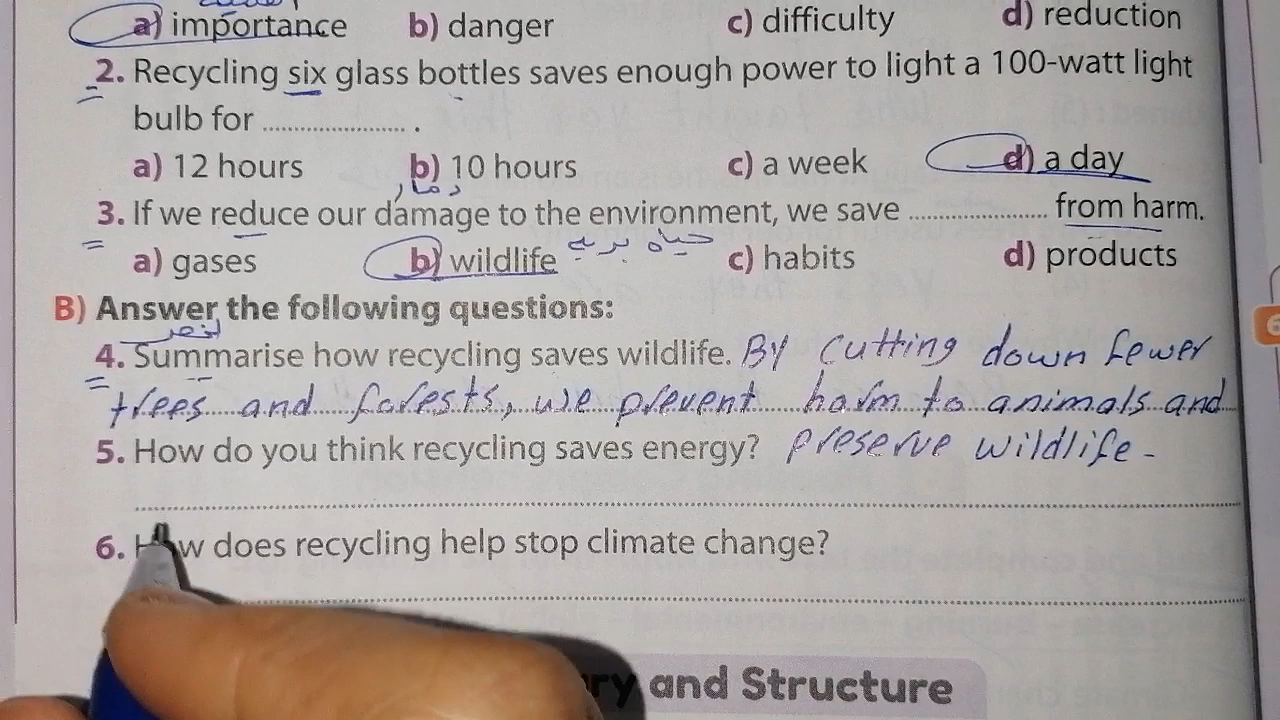 a) importance b) danger c) difficulty d) reduction
2. Recycling six glass bottles saves enough power to light a 100-watt light
bulb for ........................ .
a) 12 hours b) 10 hours c) a week d) a day
دمار
3. If we reduce our damage to the environment, we save ........................ from harm.
حياه بريه
a) gases b) wildlife c) habits d) products
B) Answer the following questions:
لخص
4. Summarise how recycling saves wildlife. By cutting down fewer
trees and forests, we prevent harm to animals and
5. How do you think recycling saves energy? preserve wildlife.
6. How does recycling help stop climate change?
and Structure